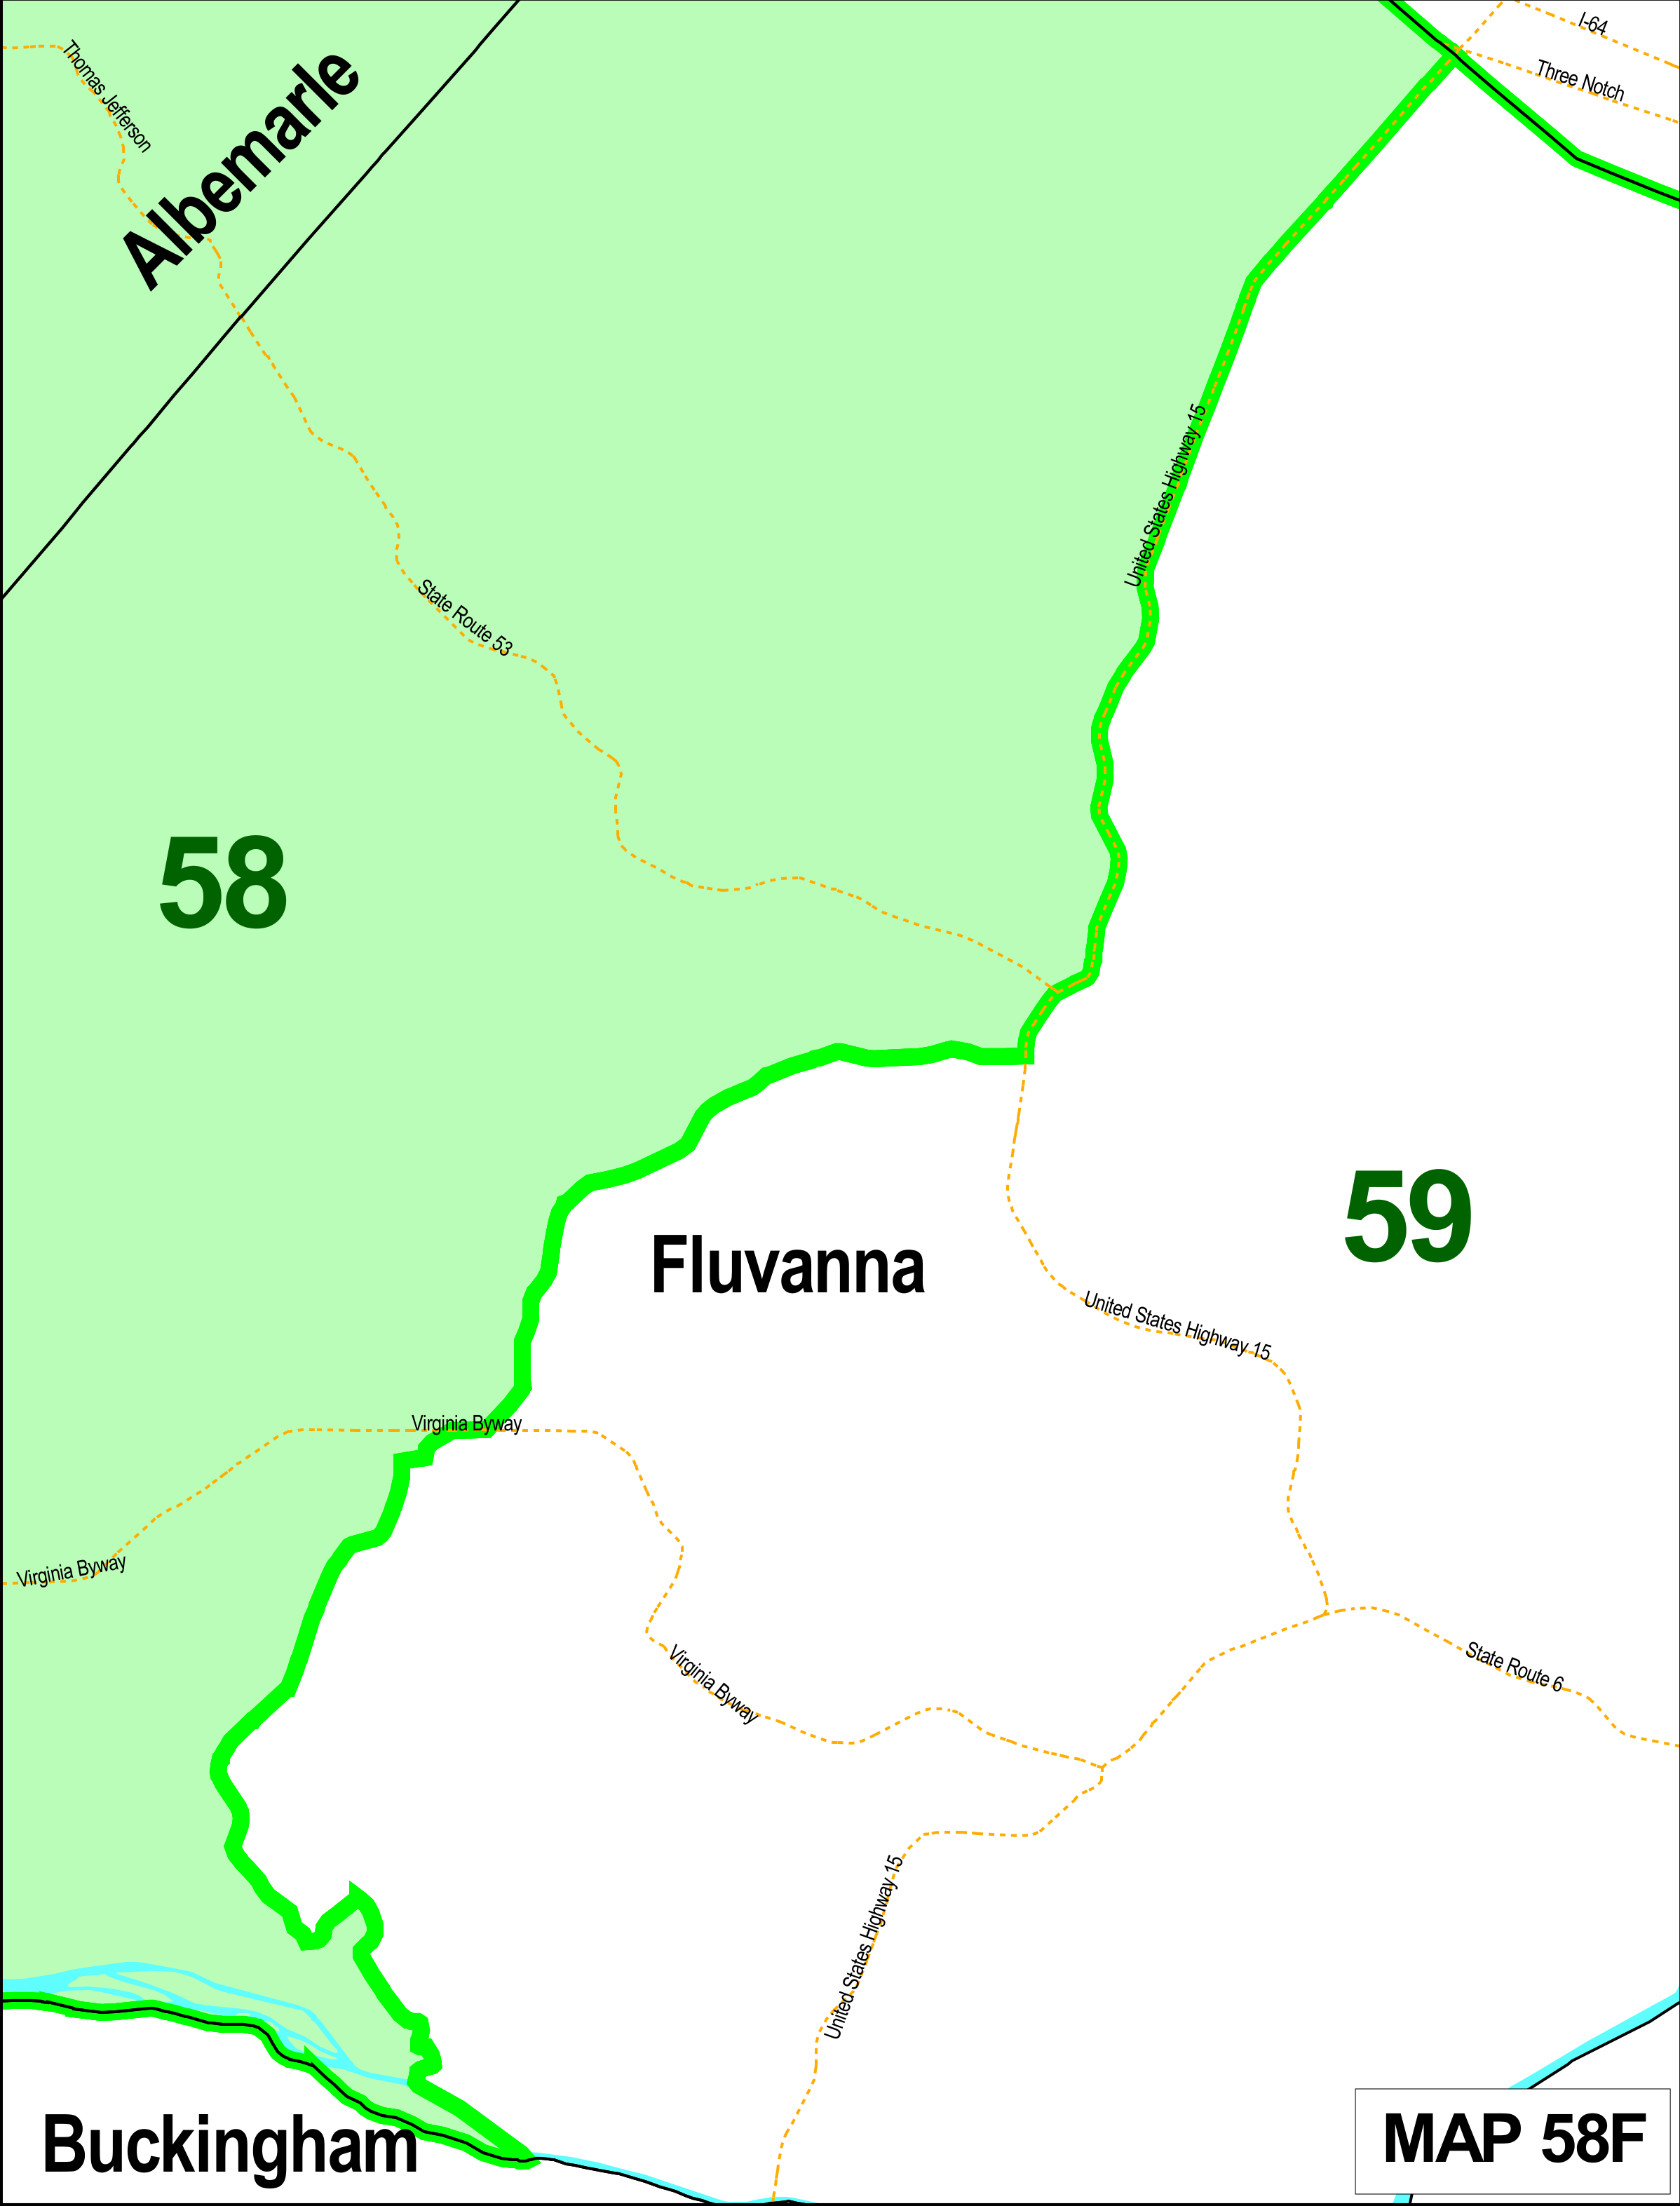 I-64
Three Notch
Thomas Jefferson
Albemarle
United States Highway 15
State Route 53
58
59
Fluvanna
United States Highway 15
Virginia Byway
Virginia Byway
Virginia Byway
State Route 6
United States Highway 15
Buckingham
MAP 58F